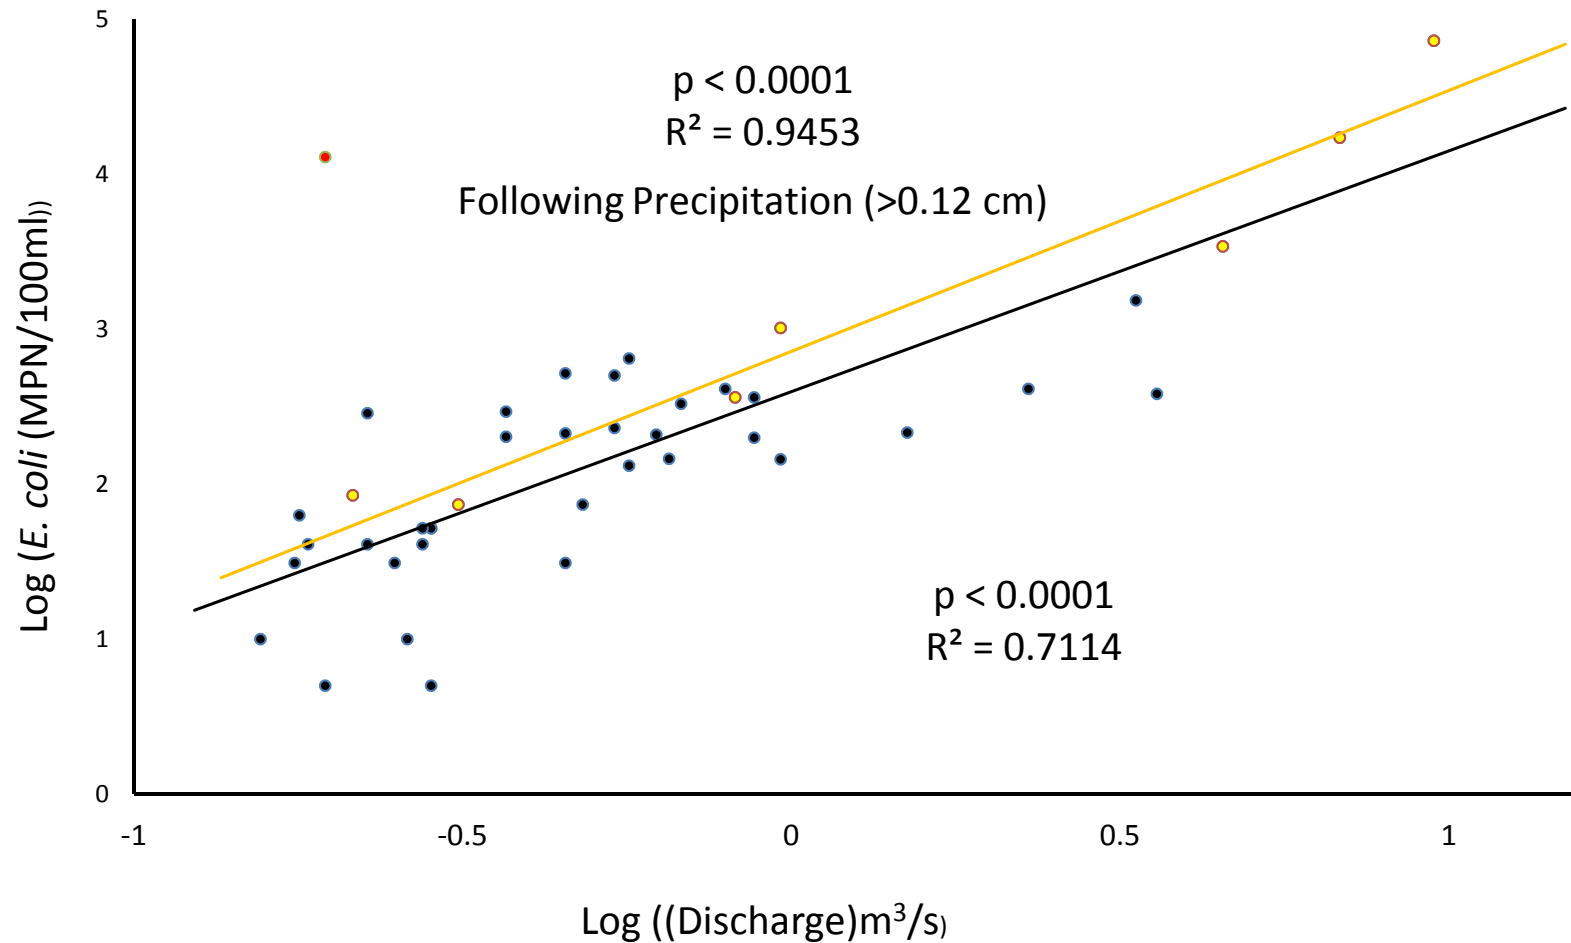 5
p < 0.0001
R² = 0.9453
4
Following Precipitation (>0.12 cm)
Log (E. coli (MPN/100ml))
3
2
p < 0.0001
R² = 0.7114
1
0
-1 -0.5 0 0.5 1
Log ((Discharge)m³/s)